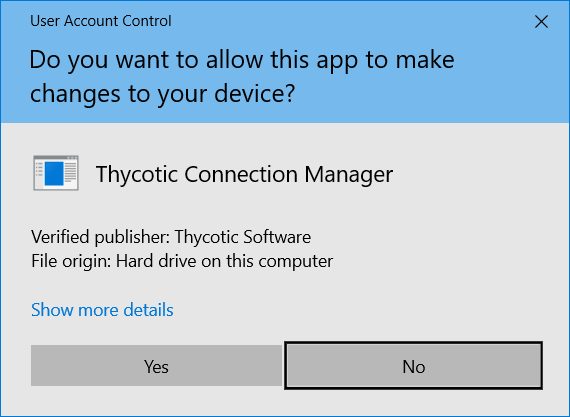 User Account Control
Do you want to allow this app to make
changes to your device?
Thycotic Connection Manager
Verified publisher: Thycotic Software
File origin: Hard drive on this computer
Show more details
Yes
No